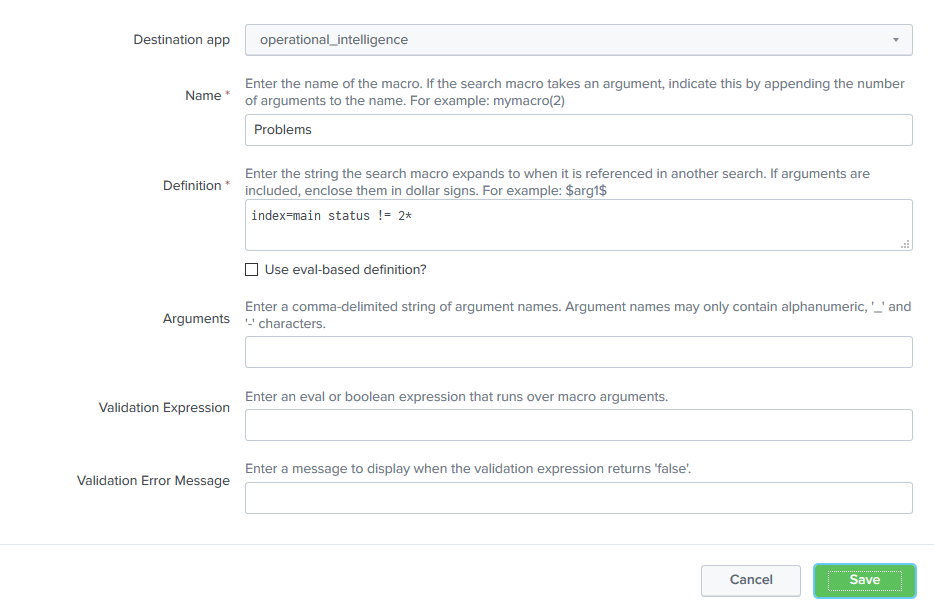 Destination app operational_intelligence
Enter the name of the macro. If the search macro takes an argument, indicate this by appending the number
Name *
of arguments to the name. For example: mymacro(2)
Problems
Enter the string the search macro expands to when it is referenced in another search. If arguments are
Definition *
included, enclose them in dollar signs. For example: $arg1$
index=main status != 2*
Use eval-based definition?
Enter a comma-delimited string of argument names. Argument names may only contain alphanumeric, '_' and
Arguments
'-' characters.
Enter an eval or boolean expression that runs over macro arguments.
Validation Expression
Enter a message to display when the validation expression returns 'false'.
Validation Error Message
Cancel Save